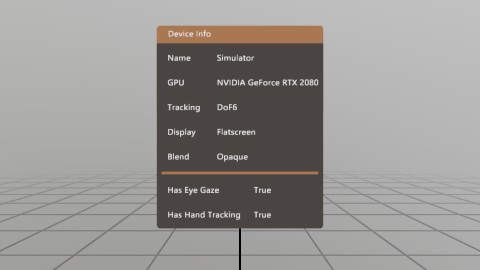 Device Info
Name Simulator
GPU NVIDIA GeForce RTX 2080
Tracking DoF6
Display Flatscreen
Blend Opaque
Has Eye Gaze True
Has Hand Tracking True